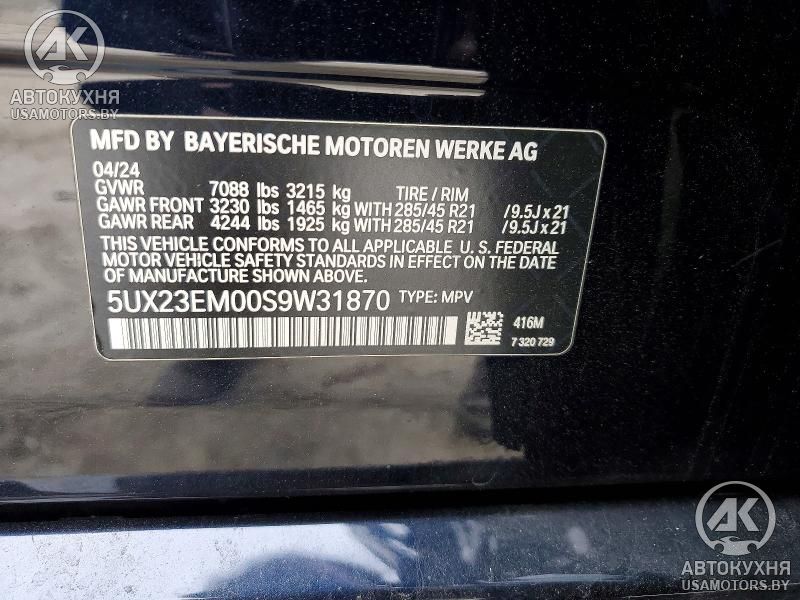 AK
АВТОКУХНЯ
USAMOTORS.BY
MFD BY BAYERISCHE MOTOREN WERKE AG
04/24
GVWR 7088 lbs 3215 kg TIRE / RIM
GAWR FRONT 3230 lbs 1465 kg WITH 285/45 R21 /9.5J x 21
GAWR REAR 4244 lbs 1925 kg WITH 285/45 R21 /9.5J x 21
THIS VEHICLE CONFORMS TO ALL APPLICABLE U. S. FEDERAL
MOTOR VEHICLE SAFETY STANDARDS IN EFFECT ON THE DATE
OF MANUFACTURE SHOWN ABOVE.
5UX23EM00S9W31870 TYPE: MPV
416M
7 320 729
AK
АВТОКУХНЯ
USAMOTORS.BY